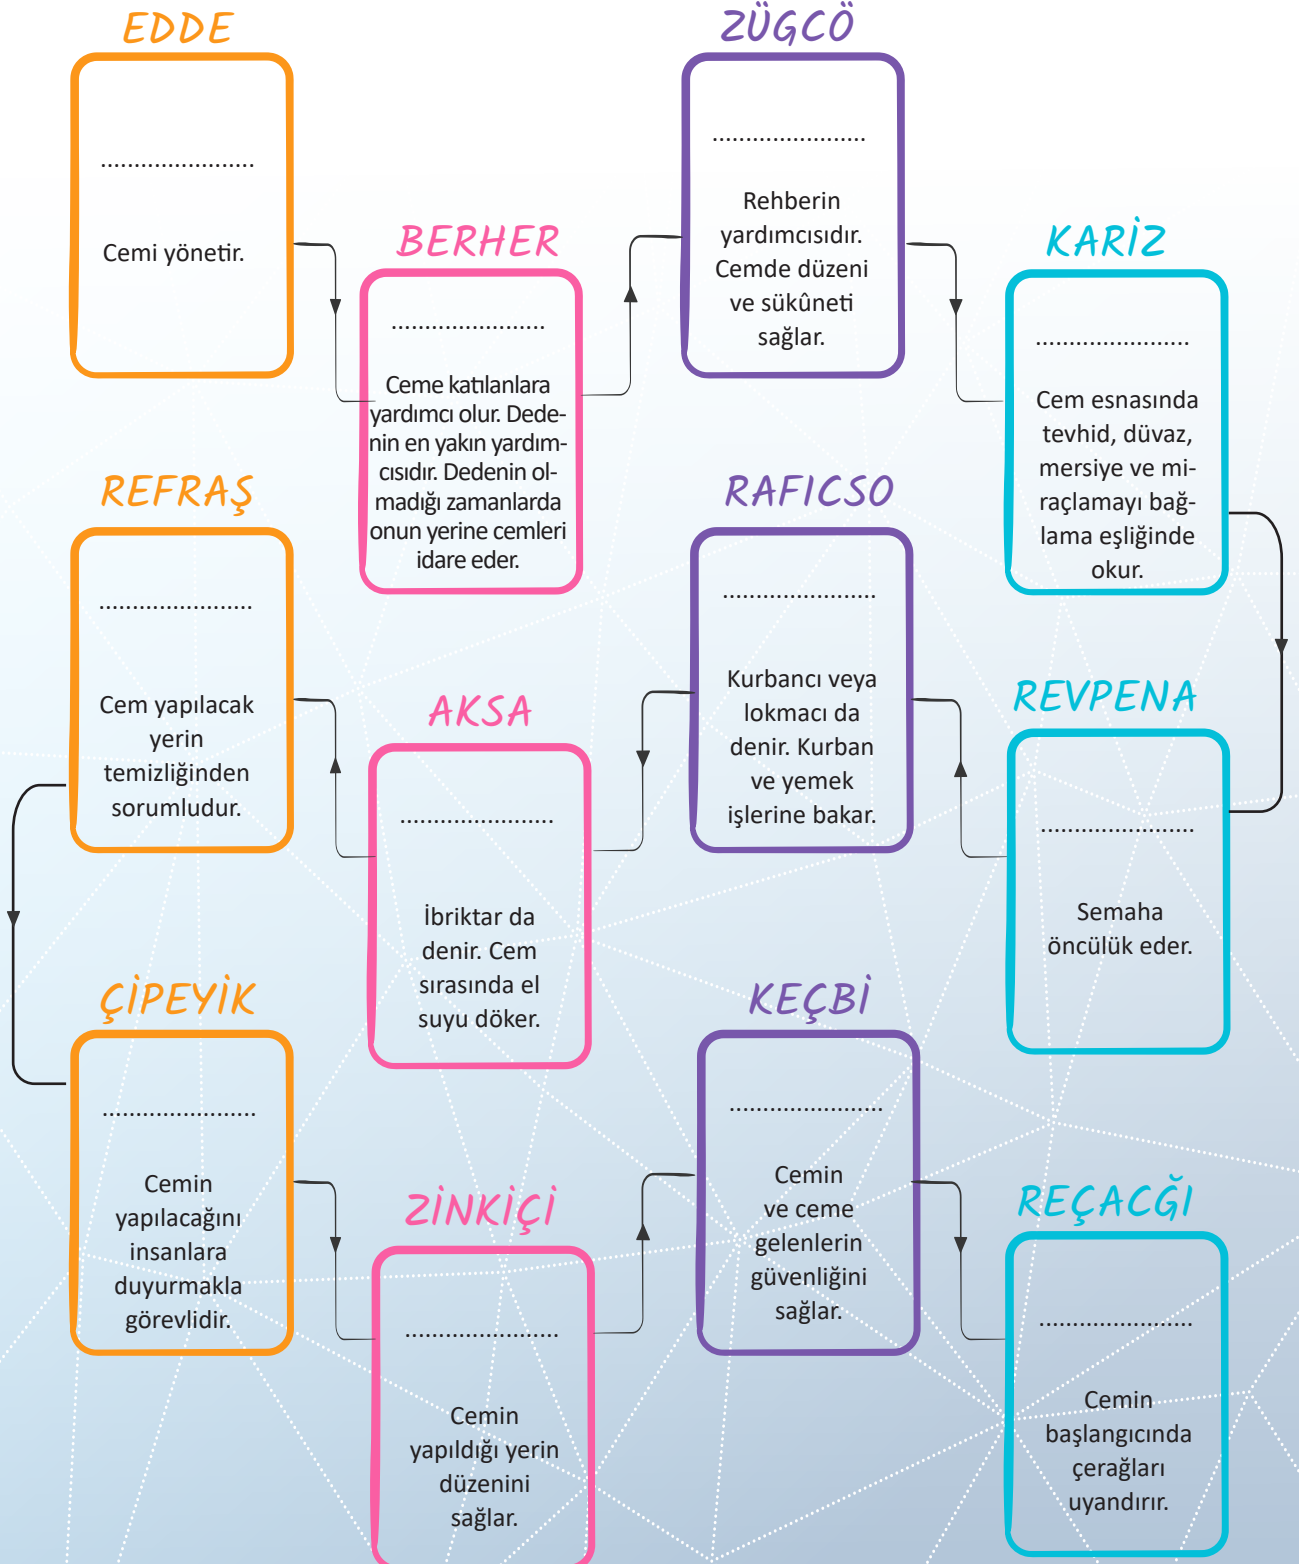 EDDE
......................
Cemi yönetir.
BERHER
......................
Ceme katılanlara
yardımcı olur. Dede-
nin en yakın yardım-
cısıdır. Dedenin ol-
madığı zamanlarda
onun yerine cemleri
idare eder.
ZÜGCÖ
......................
Rehberin
yardımcısıdır.
Cemde düzeni
ve sükûneti
sağlar.
KARİZ
......................
Cem esnasında
tevhid, düvaz,
mersiye ve mi-
raçlamayı bağ-
lama eşliğinde
okur.
REVPENA
......................
Semaha
öncülük eder.
RAFICSO
......................
Kurbancı veya
lokmacı da
denir. Kurban
ve yemek
işlerine bakar.
AKSA
......................
İbriktar da
denir. Cem
sırasında el
suyu döker.
REFRAŞ
......................
Cem yapılacak
yerin
temizliğinden
sorumludur.
ÇİPEYİK
......................
Cemin
yapılacağını
insanlara
duyurmakla
görevlidir.
ZİNKİÇİ
......................
Cemin
yapıldığı yerin
düzenini
sağlar.
KEÇBİ
......................
Cemin
ve ceme
gelenlerin
güvenliğini
sağlar.
REÇACĞI
......................
Cemin
başlangıcında
çerağları
uyandırır.